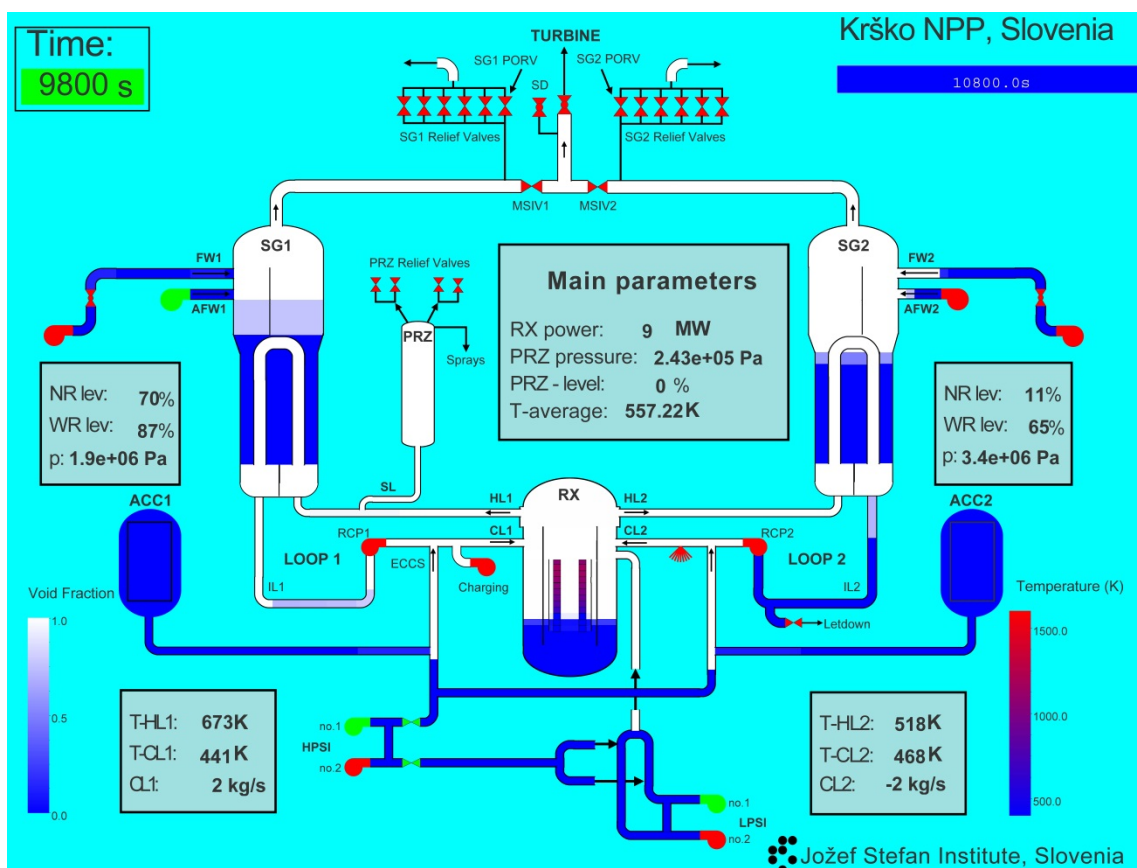 Time:
9800 s
TURBINE
Krško NPP, Slovenia
10800.0s
SG1 PORV
SD
SG2 PORV
SG1 Relief Valves
SG2 Relief Valves
MSIV1
MSIV2
SG1
SG2
FW1
FW2
AFW1
AFW2
PRZ Relief Valves
PRZ
Sprays
Main parameters
RX power: 9 MW
PRZ pressure: 2.43e+05 Pa
PRZ - level: 0 %
T-average: 557.22K
NR lev: 70%
WR lev: 87%
p: 1.9e+06 Pa
NR lev: 11%
WR lev: 65%
p: 3.4e+06 Pa
ACC1
ACC2
SL
HL1
RX
HL2
RCP1
CL1
CL2
RCP2
LOOP 1
ECCS
LOOP 2
IL1
Charging
IL2
Letdown
Void Fraction
1.0
0.5
0.0
Temperature (K)
1500.0
1000.0
500.0
T-HL1: 673K
T-CL1: 441K
CL1: 2 kg/s
T-HL2: 518K
T-CL2: 468K
CL2: -2 kg/s
no.1
HPSI
no.2
no.1
LPSI
no.2
Jožef Stefan Institute, Slovenia